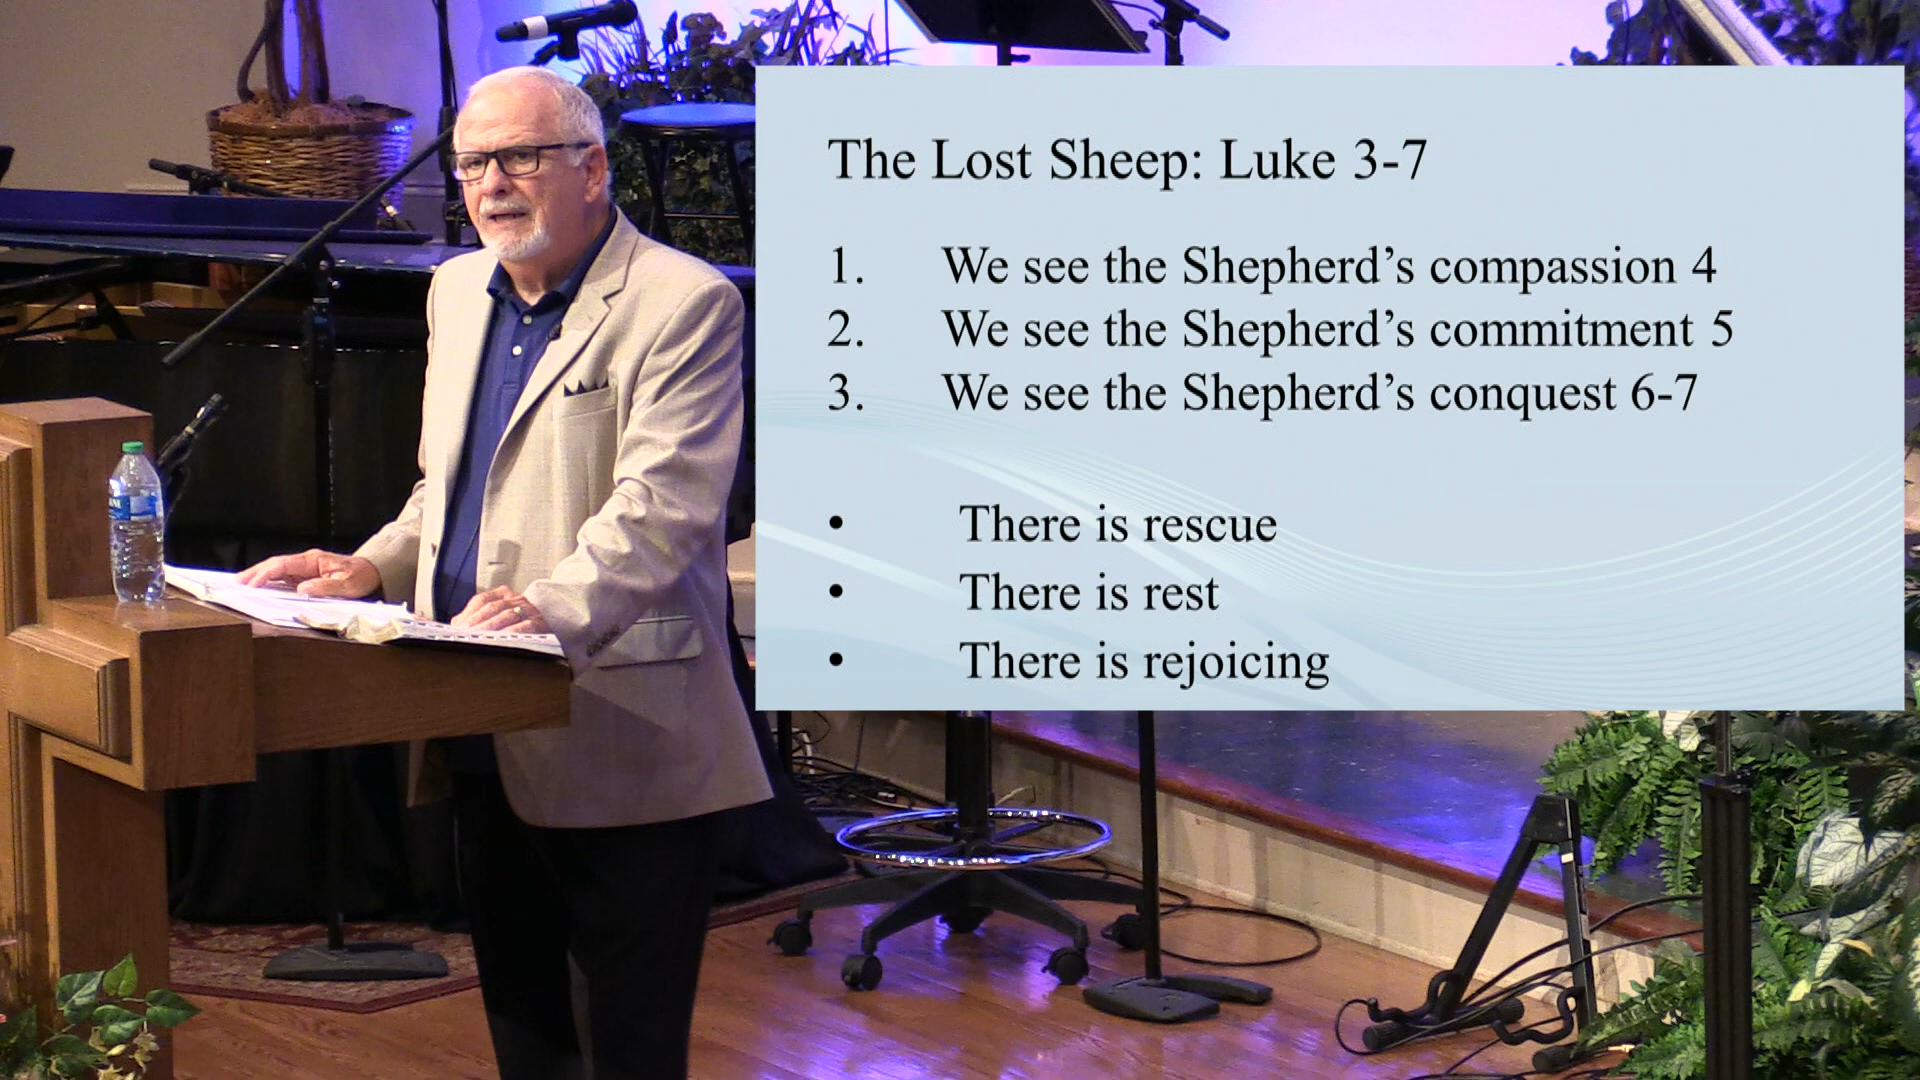 The Lost Sheep: Luke 3-7
1. We see the Shepherd’s compassion 4
2. We see the Shepherd’s commitment 5
3. We see the Shepherd’s conquest 6-7
• There is rescue
• There is rest
• There is rejoicing